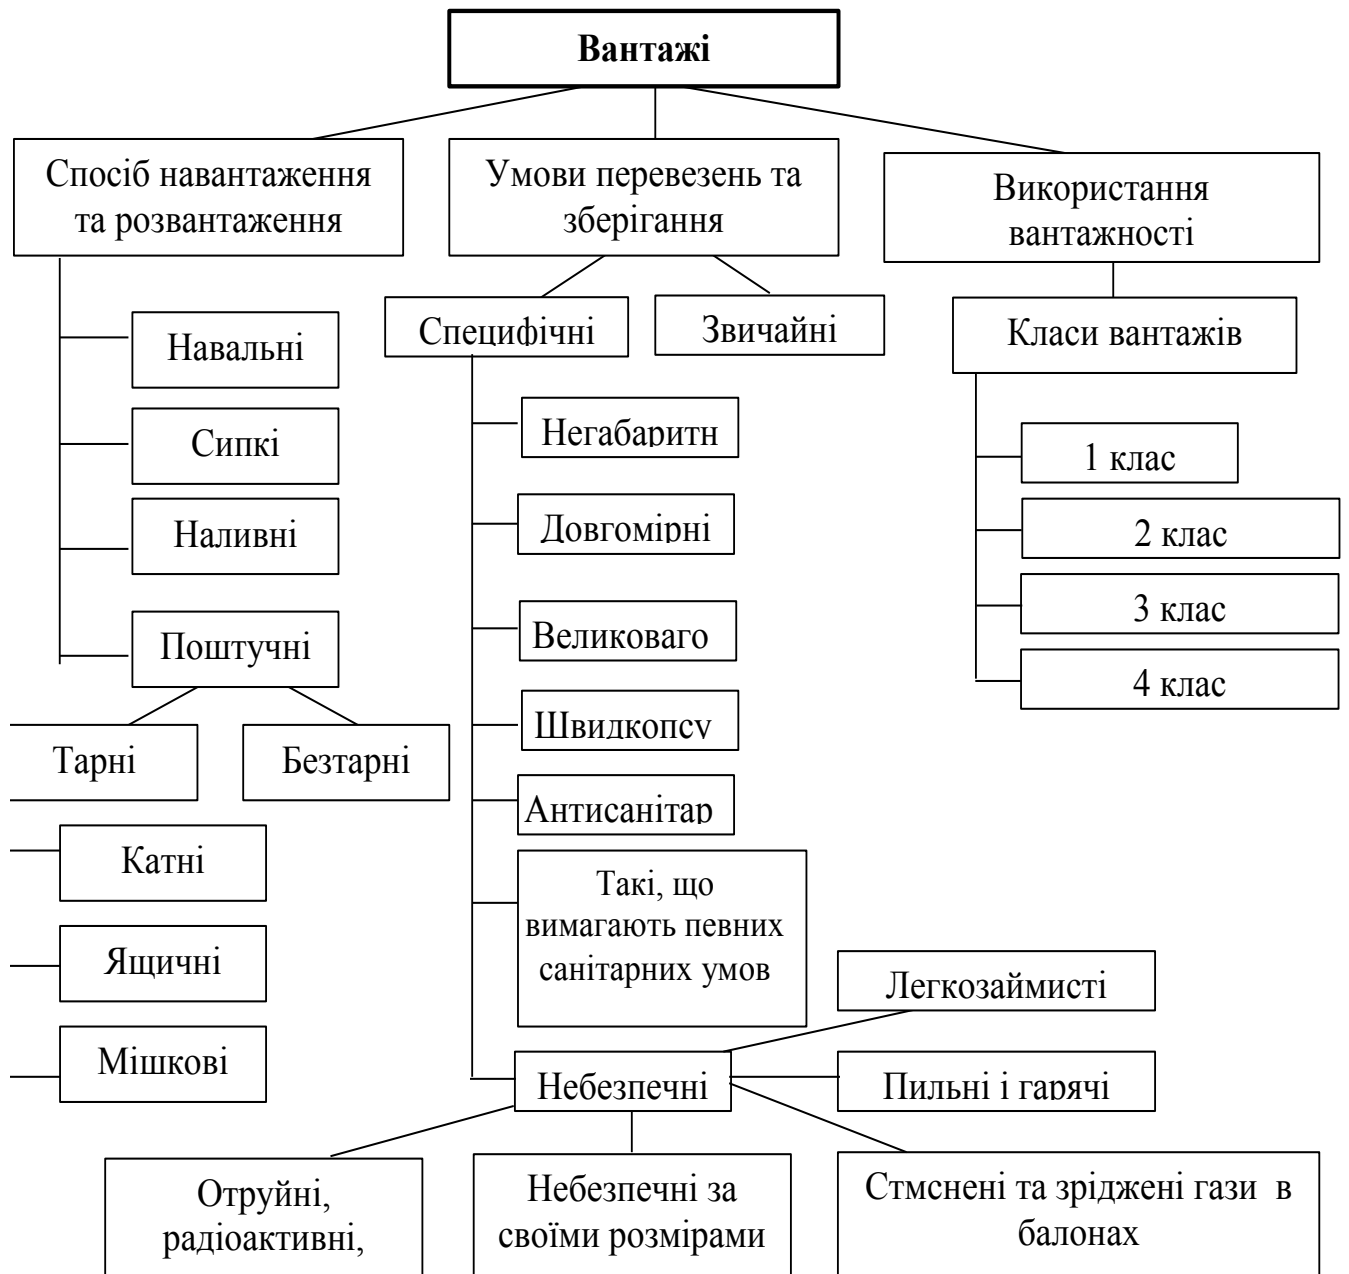 Вантажі
Спосіб навантаження
та розвантаження
Умови перевезень та
зберігання
Використання
вантажності
Навальні
Сипкі
Наливні
Поштучні
Тарні
Безтарні
Катні
Ящичні
Мішкові
Специфічні
Звичайні
Негабаритн
Довгомірні
Великоваго
Швидкопсу
Антисанітар
Такі, що
вимагають певних
санітарних умов
Небезпечні
Легкозаймисті
Пильні і гарячі
Отруйні,
радіоактивні,
Небезпечні за
своїми розмірами
Стмснені та зріджені гази в
балонах
Класи вантажів
1 клас
2 клас
3 клас
4 клас